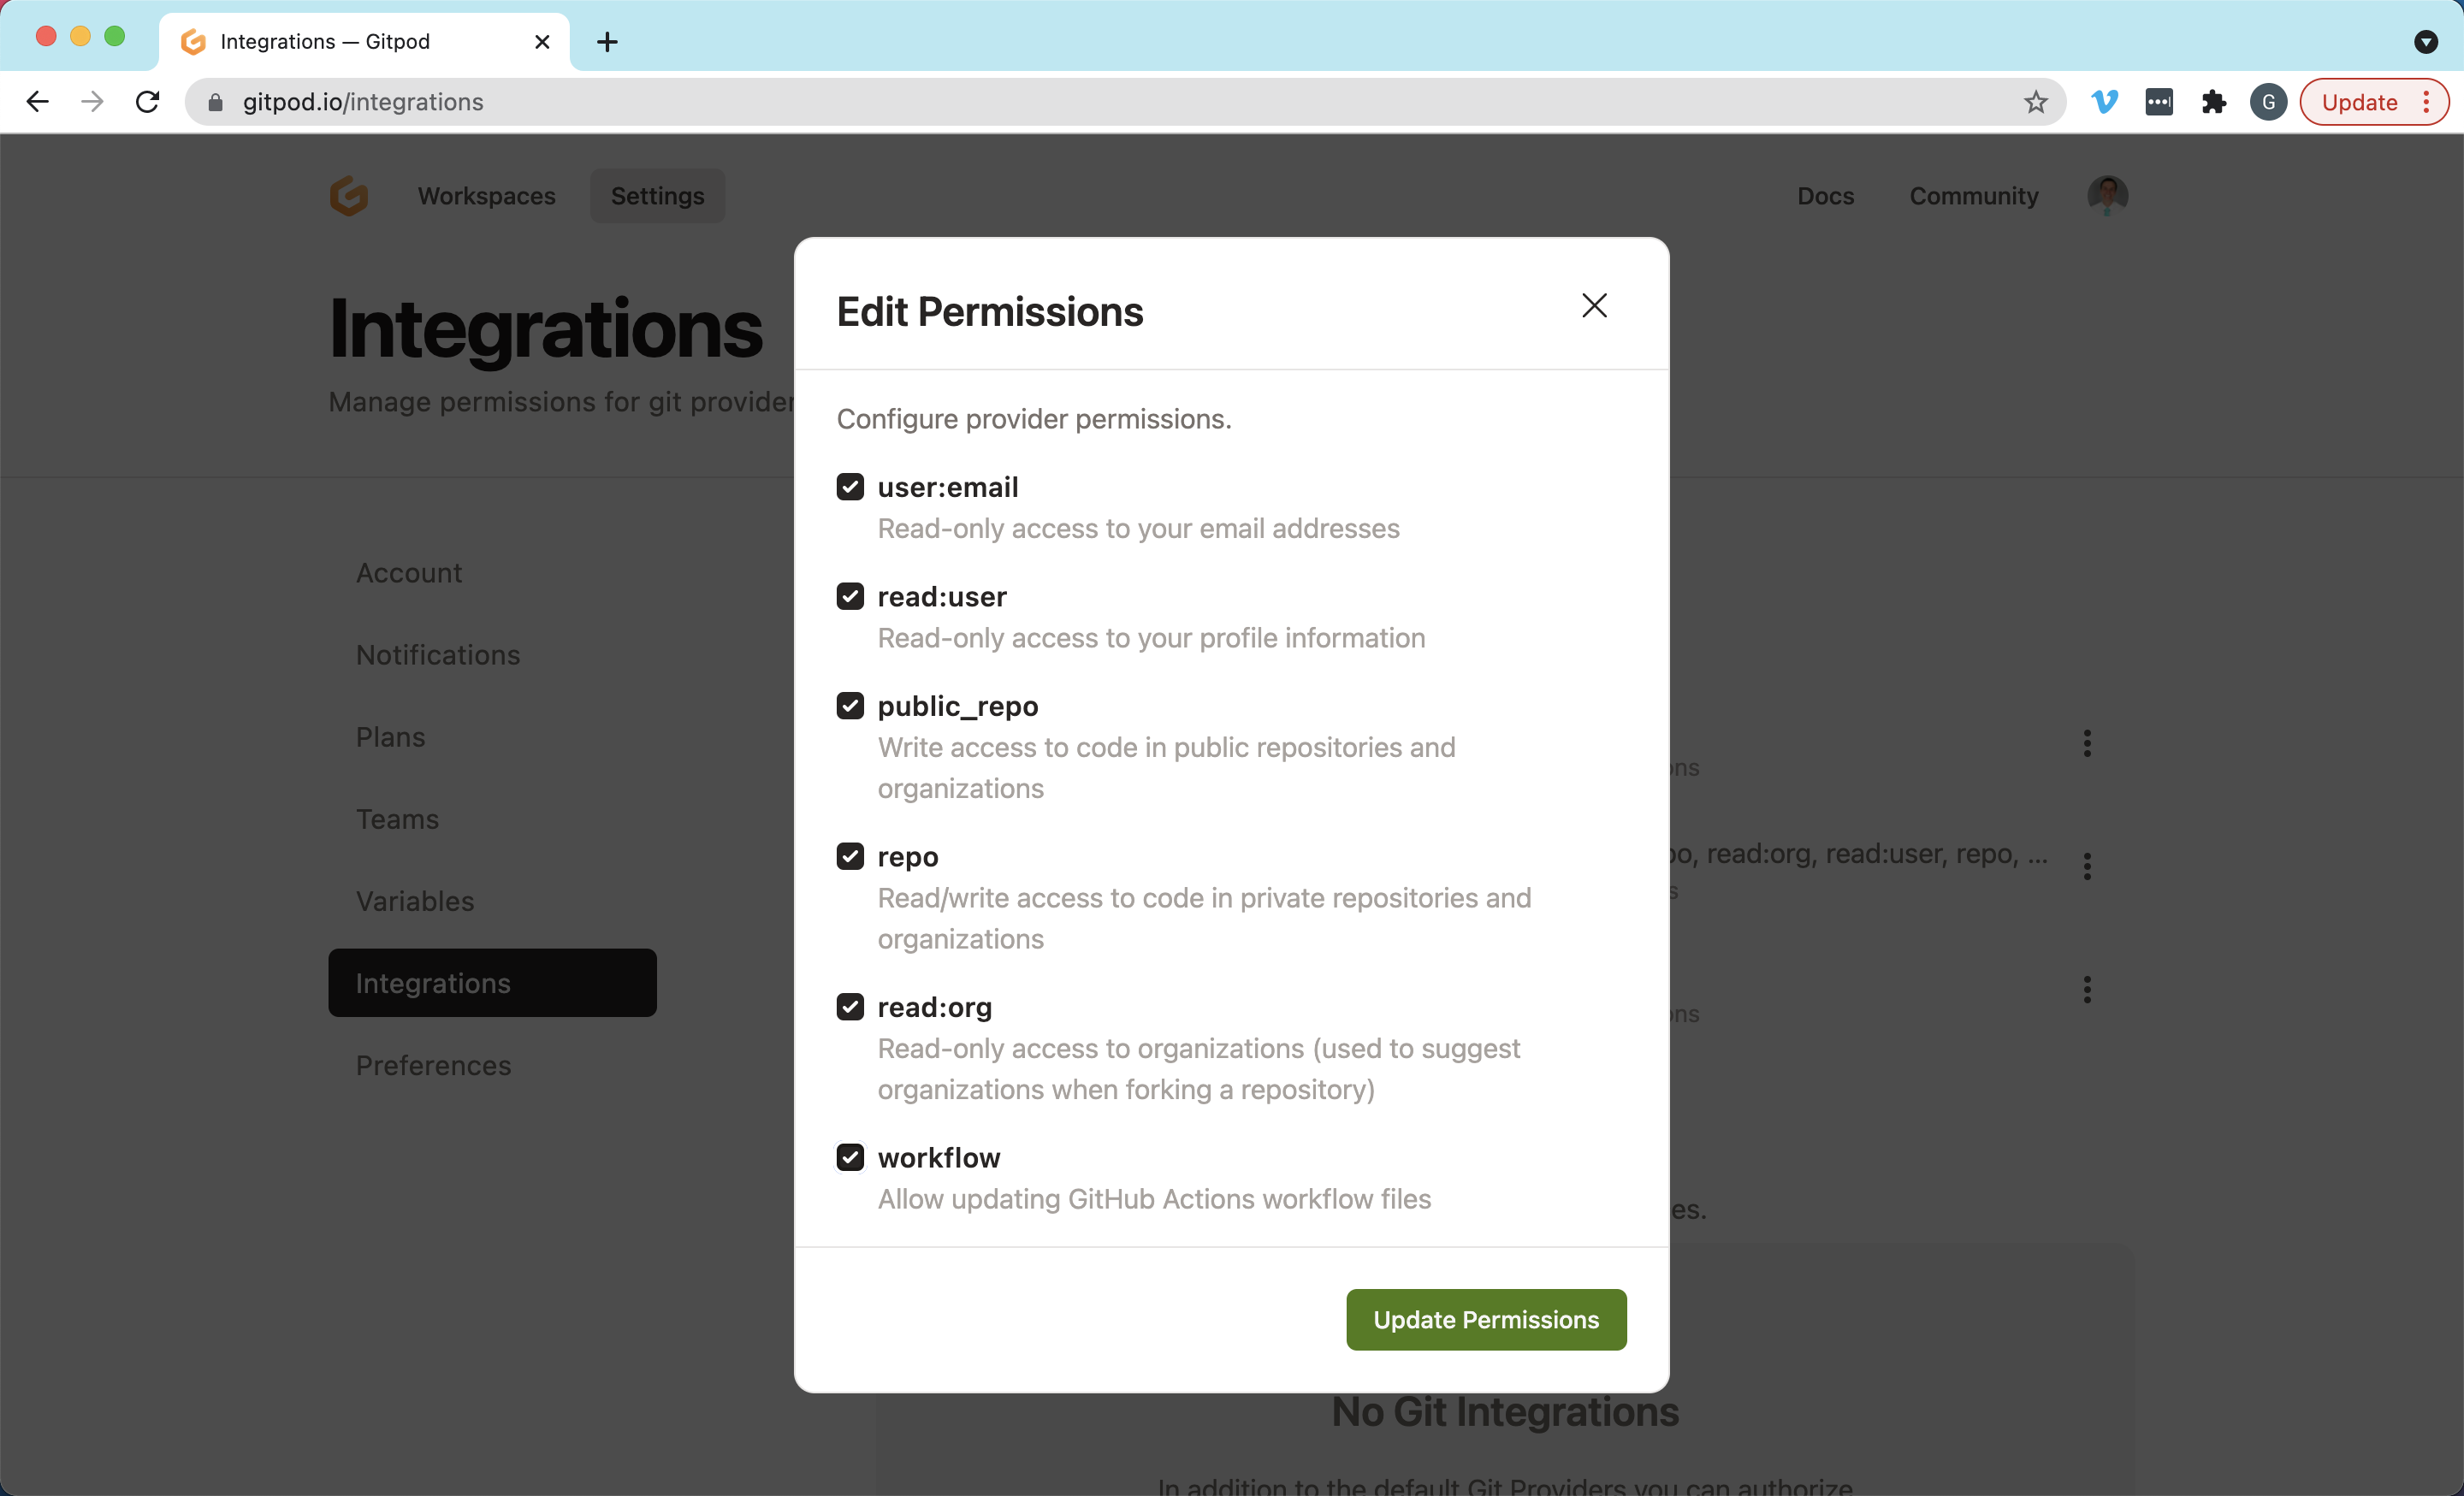 Integrations — Gitpod
gitpod.io/integrations
G
Update
Workspaces
Settings
Docs
Community
Integrations
Manage permissions for git
Account
Notifications
Plans
Teams
Variables
Integrations
Preferences
Edit Permissions
Configure provider permissions.
user:email
Read-only access to your email addresses
read:user
Read-only access to your profile information
public_repo
Write access to code in public repositories and
organizations
repo
Read/write access to code in private repositories and
organizations
read:org
Read-only access to organizations (used to suggest
organizations when forking a repository)
workflow
Allow updating GitHub Actions workflow files
Update Permissions
read:org, read:user, repo, ...
No Git Integrations
In addition to the default Git Providers you can authorize